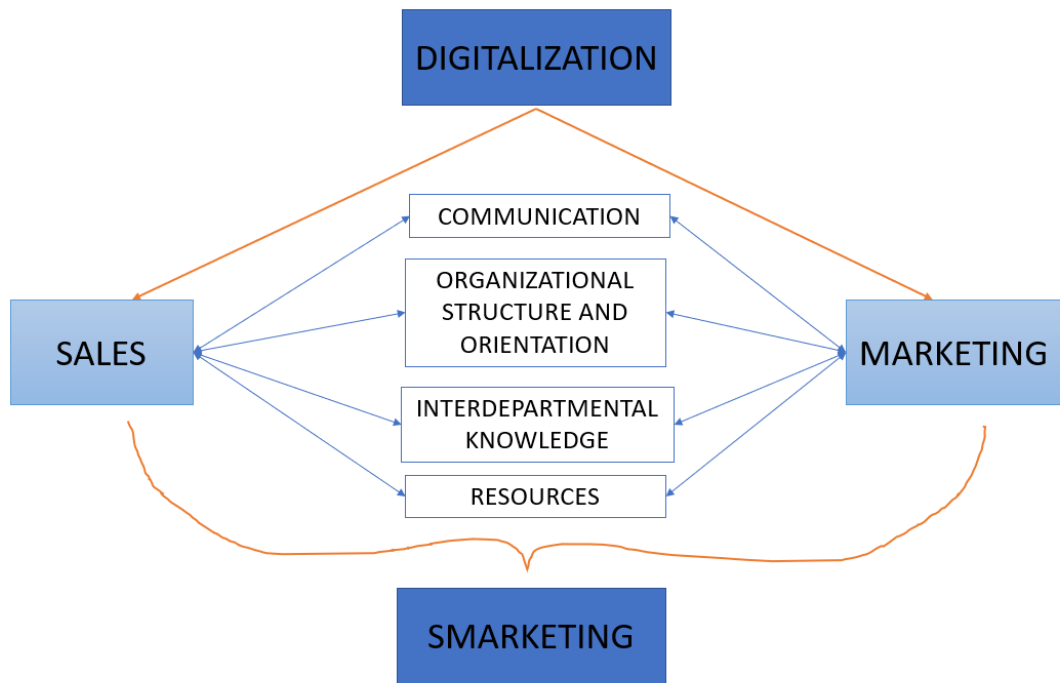 DIGITALIZATION
COMMUNICATION
ORGANIZATIONAL
STRUCTURE AND
ORIENTATION
SALES
MARKETING
INTERDEPARTMENTAL
KNOWLEDGE
RESOURCES
SMARKETING